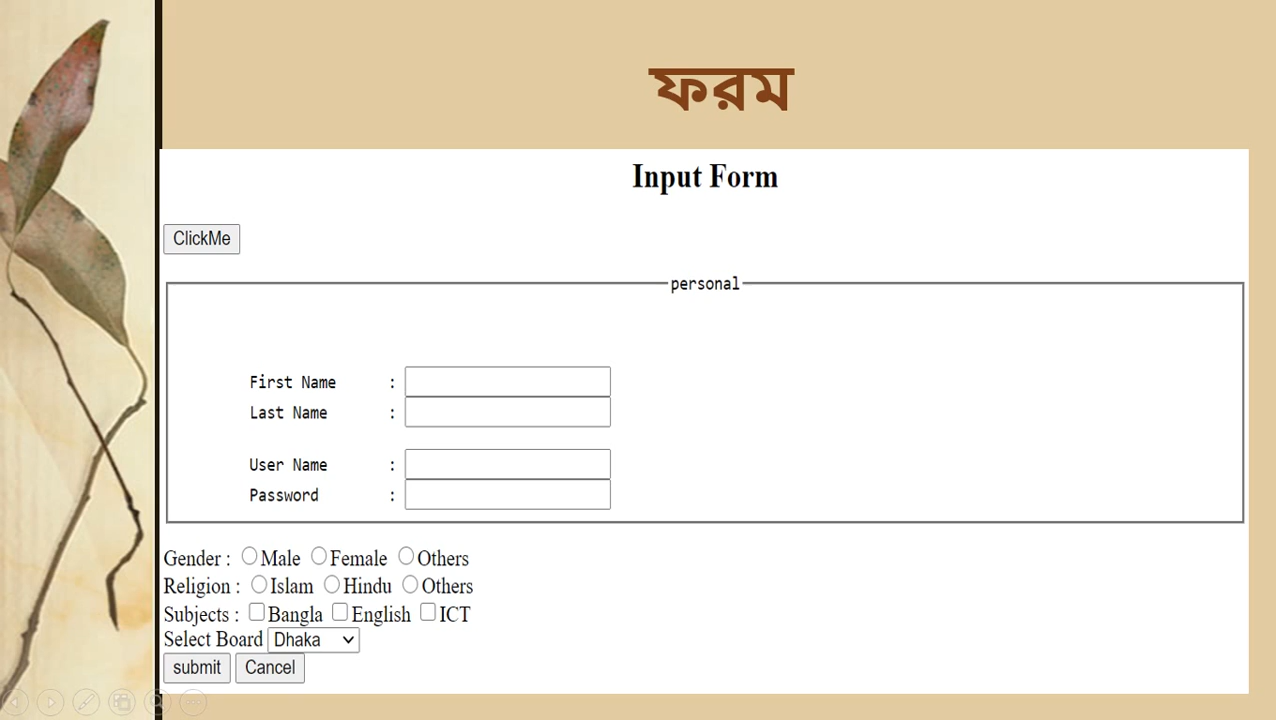 ফরম
Input Form
ClickMe
personal
First Name :
Last Name :
User Name :
Password :
Gender : Male Female Others
Religion : Islam Hindu Others
Subjects : Bangla English ICT
Select Board Dhaka
submit Cancel